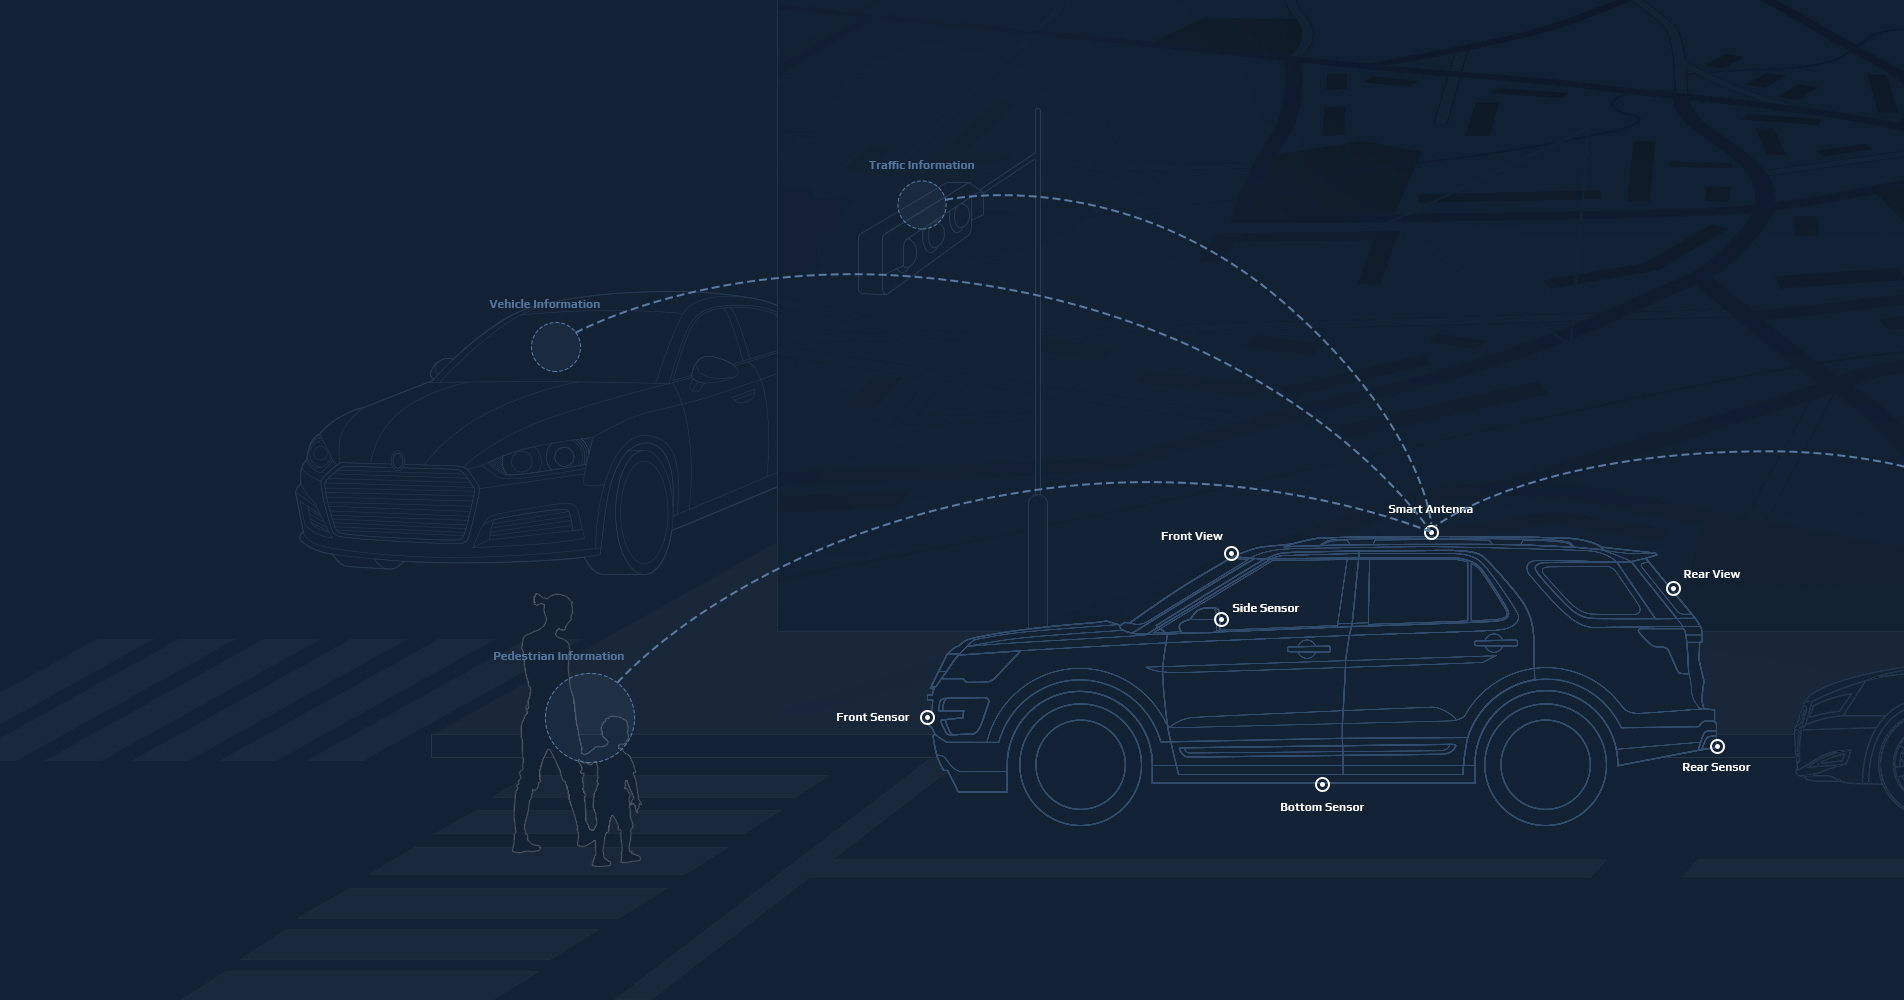 Traffic Information
Vehicle Information
Smart Antenna
Front View
Rear View
Side Sensor
Pedestrian Information
Front Sensor
Rear Sensor
Bottom Sensor